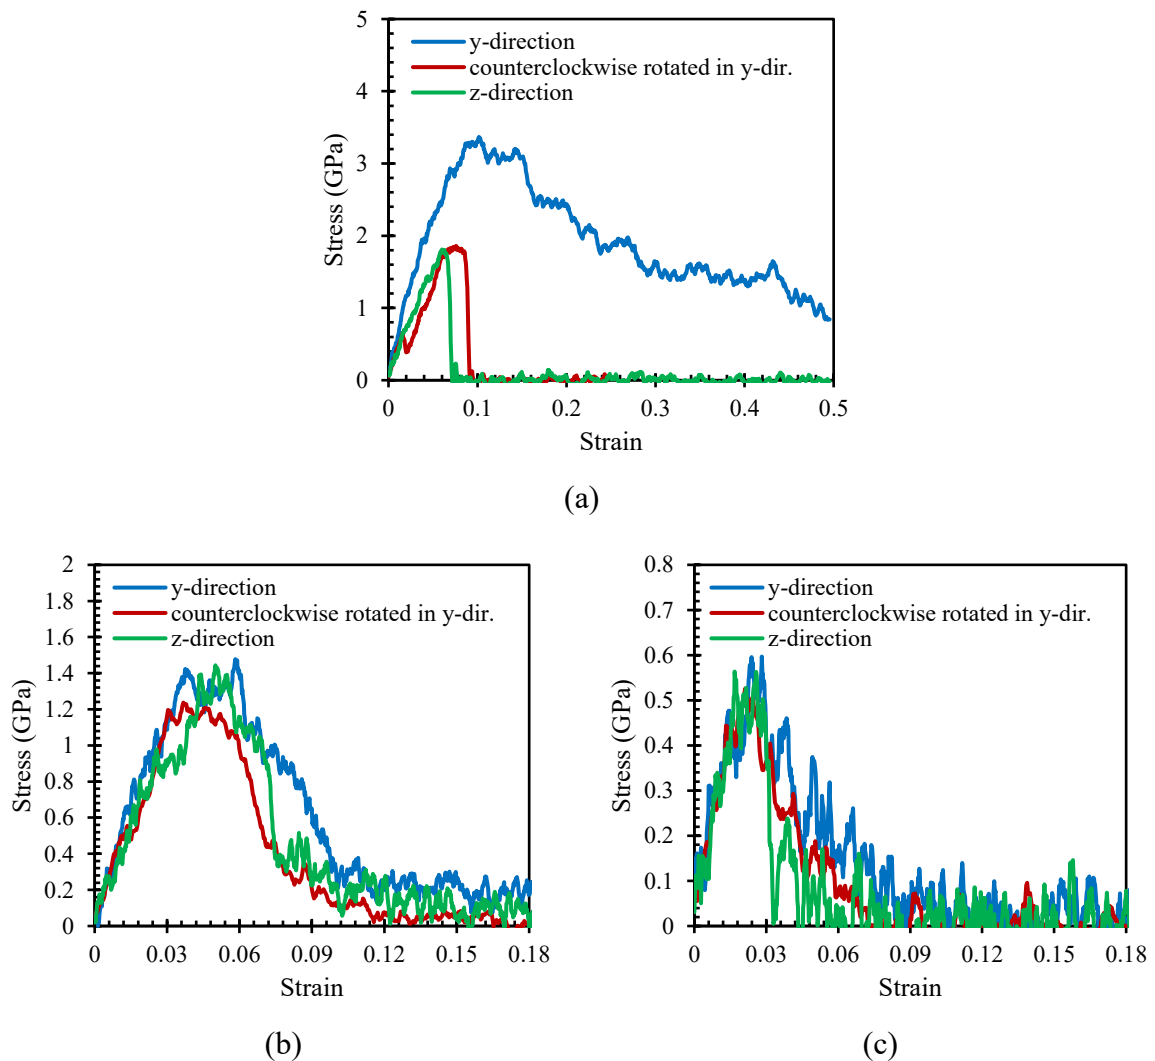 5
4
3
2
1
0
Stress (GPa)
y-direction
counterclockwise rotated in y-dir.
z-direction
0 0.1 0.2 0.3 0.4 0.5
Strain
(a)
2
1.8
1.6
1.4
1.2
1
0.8
0.6
0.4
0.2
0
Stress (GPa)
y-direction
counterclockwise rotated in y-dir.
z-direction
0 0.03 0.06 0.09 0.12 0.15 0.18
Strain
(b)
0.8
0.7
0.6
0.5
0.4
0.3
0.2
0.1
0
Stress (GPa)
y-direction
counterclockwise rotated in y-dir.
z-direction
0 0.03 0.06 0.09 0.12 0.15 0.18
Strain
(c)